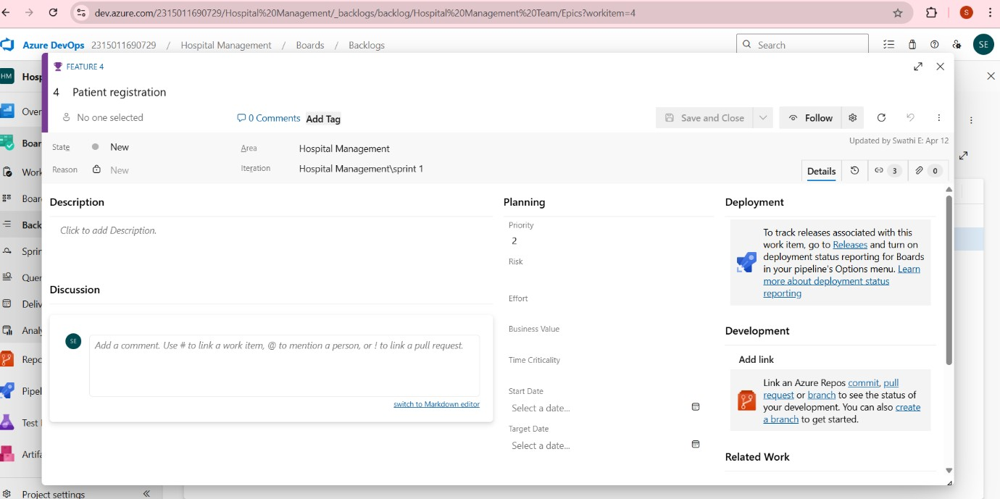 dev.azure.com/2315011690729/Hospital%20Management/_backlogs/backlog/Hospital%20Management%20Team/Epics?workitem=4
S
Azure DevOps 2315011690729 / Hospital Management / Boards / Backlogs
Search
SE
HM Hosp
Over
Boar
Work
Boar
Back
Sprin
Quer
Deliv
Analy
Repo
Pipel
Test
Artifa
Project settings
FEATURE 4
4 Patient registration
No one selected
0 Comments
Add Tag
Save and Close
Follow
State New
Area Hospital Management
Updated by Swathi E: Apr 12
Reason New
Iteration Hospital Management\sprint 1
Details
3
0
Description
Click to add Description.
Discussion
SE
Add a comment. Use # to link a work item, @ to mention a person, or ! to link a pull request.
switch to Markdown editor
Planning
Priority
2
Risk
Effort
Business Value
Time Criticality
Start Date
Select a date...
Target Date
Select a date...
Deployment
To track releases associated with this
work item, go to Releases and turn on
deployment status reporting for Boards
in your pipeline's Options menu. Learn
more about deployment status
reporting
Development
Add link
Link an Azure Repos commit, pull
request or branch to see the status of
your development. You can also create
a branch to get started.
Related Work